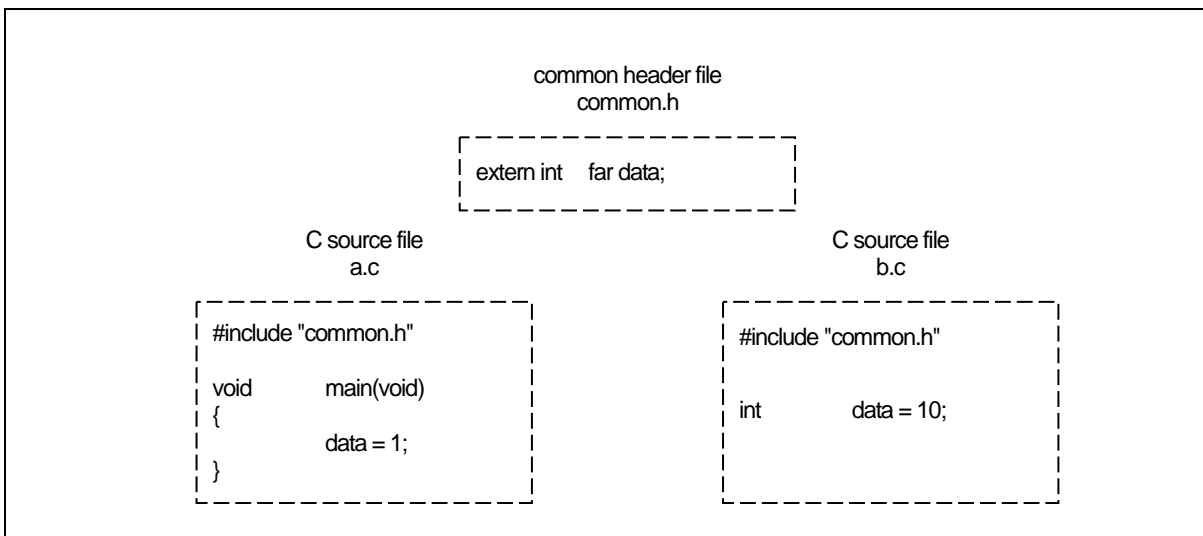 common header file
common.h
extern int far data;
C source file
a.c
#include "common.h"
void main(void)
{
data = 1;
}
C source file
b.c
#include "common.h"
int data = 10;